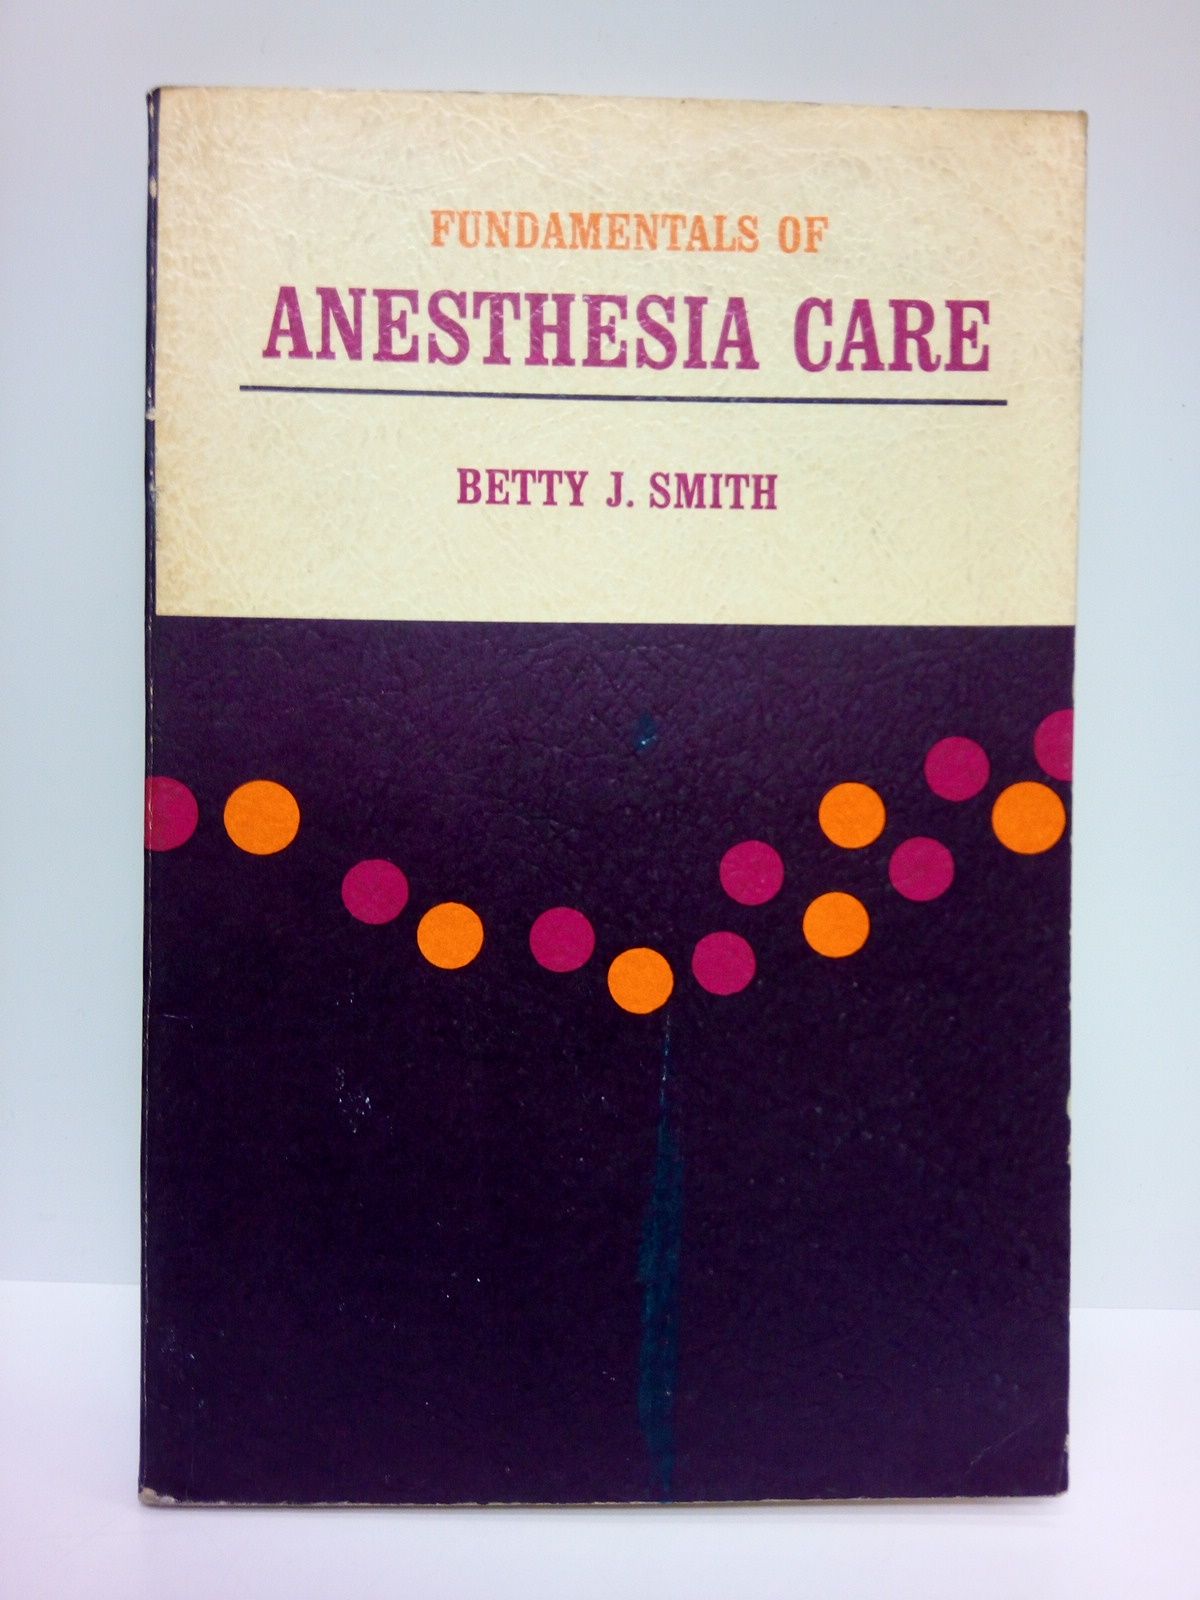 FUNDAMENTALS OF
ANESTHESIA CARE
BETTY J. SMITH